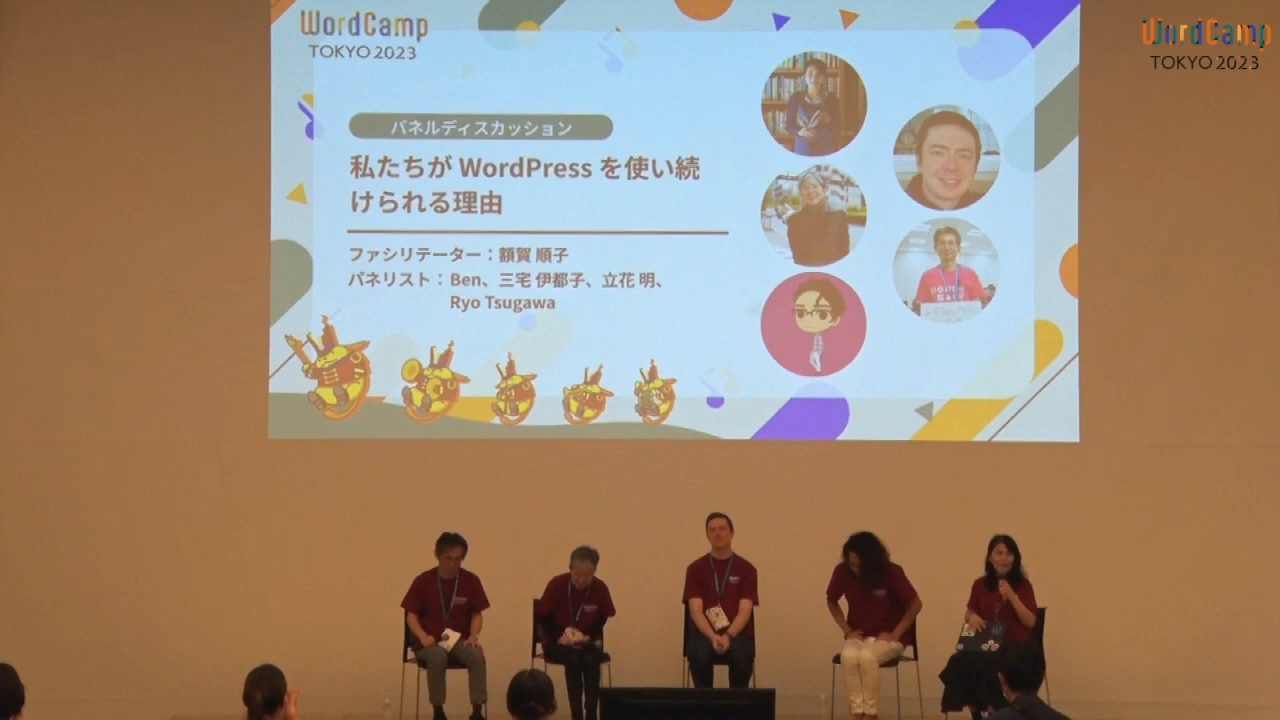 WordCamp
TOKYO 2023
パネルディスカッション
私たちが WordPress を使い続
けられる理由
ファシリテーター：額賀 順子
パネリスト：Ben、三宅 伊都子、立花 明、
Ryo Tsugawa
WordCamp
TOKYO 2023